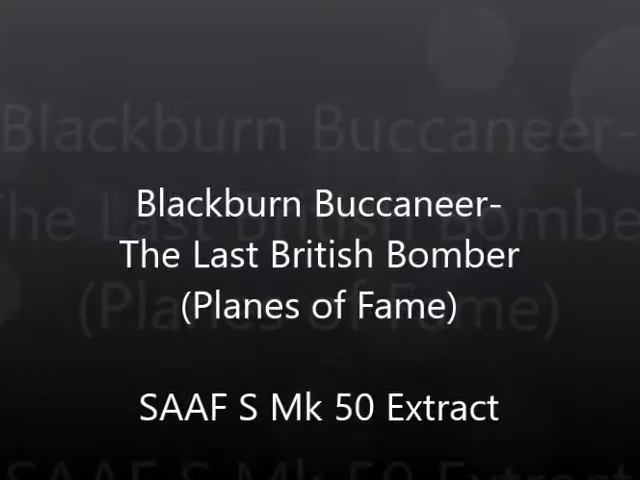 Blackburn Buccaneer-
The Last British Bomber
(Planes of Fame)
SAAF S Mk 50 Extract